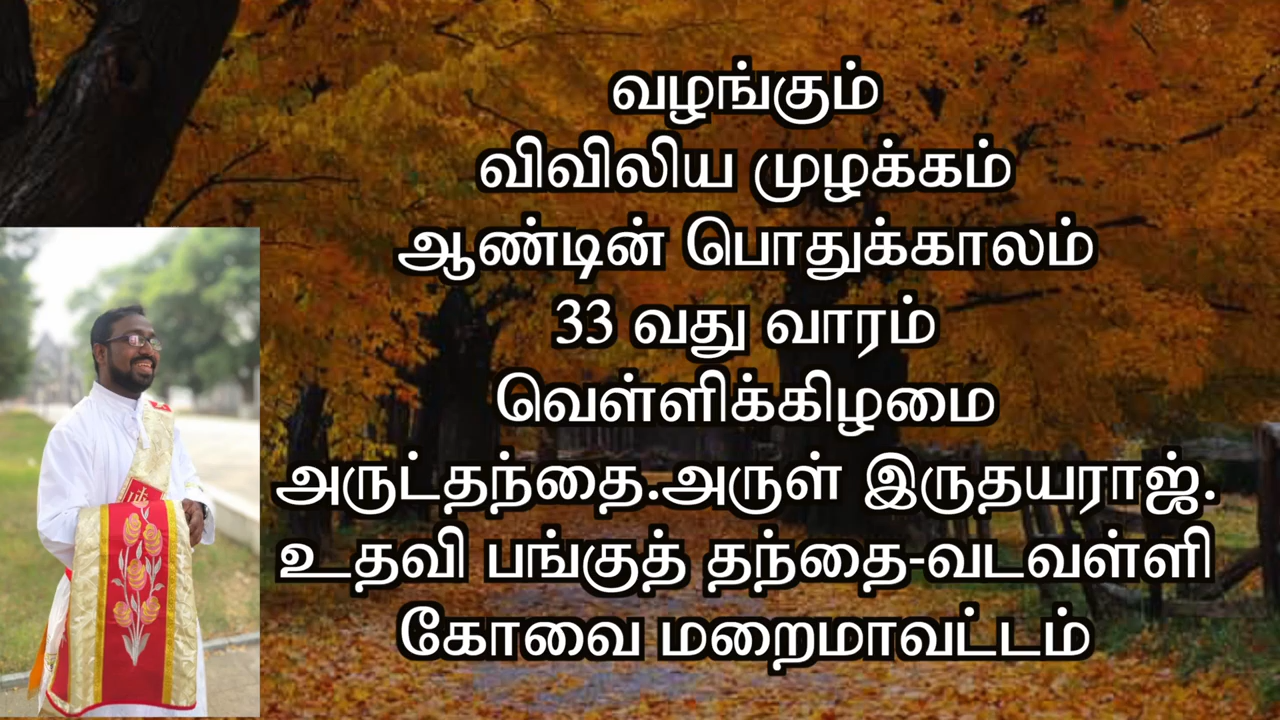 வழங்கும்
விவிலிய முழக்கம்
ஆண்டின் பொதுக்காலம்
33 வது வாரம்
வெள்ளிக்கிழமை
அருட்தந்தை.அருள் இருதயராஜ்.
உதவி பங்குத் தந்தை-வடவள்ளி
கோவை மறைமாவட்டம்